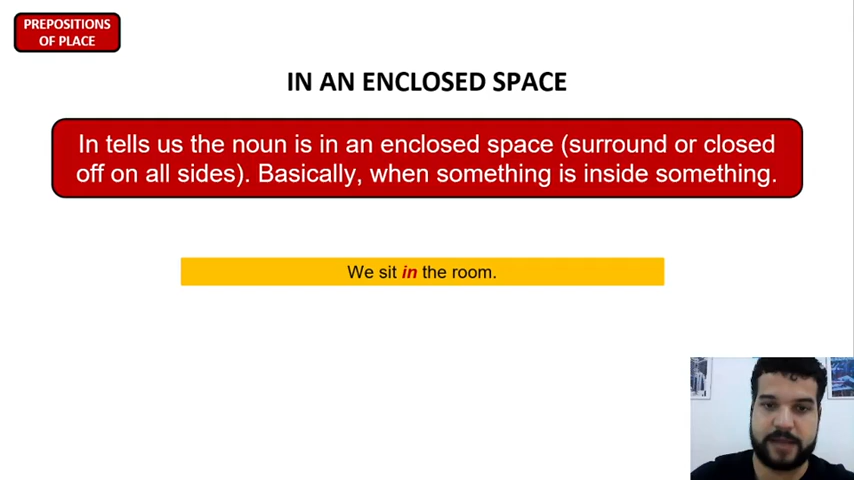 PREPOSITIONS
OF PLACE
IN AN ENCLOSED SPACE
In tells us the noun is in an enclosed space (surround or closed
off on all sides). Basically, when something is inside something.
We sit in the room.